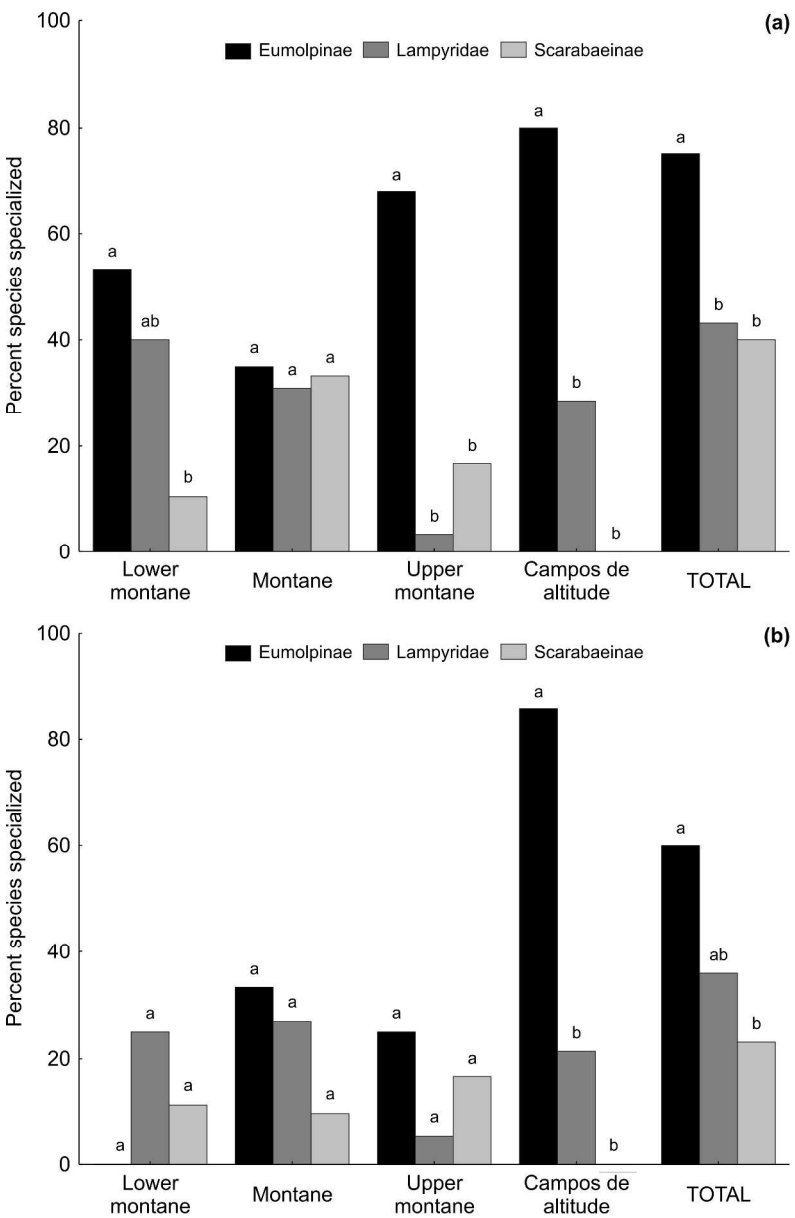 (a)
Eumolpinae Lampyridae Scarabaeinae
Percent species specialized
100
80
60
40
20
0
a ab b
a a a
a b b
a b b
a b b
Lower montane
Montane
Upper montane
Campos de altitude
TOTAL
(b)
Eumolpinae Lampyridae Scarabaeinae
Percent species specialized
100
80
60
40
20
0
a a a
a a a
a a a
a b b
a ab b
Lower montane
Montane
Upper montane
Campos de altitude
TOTAL